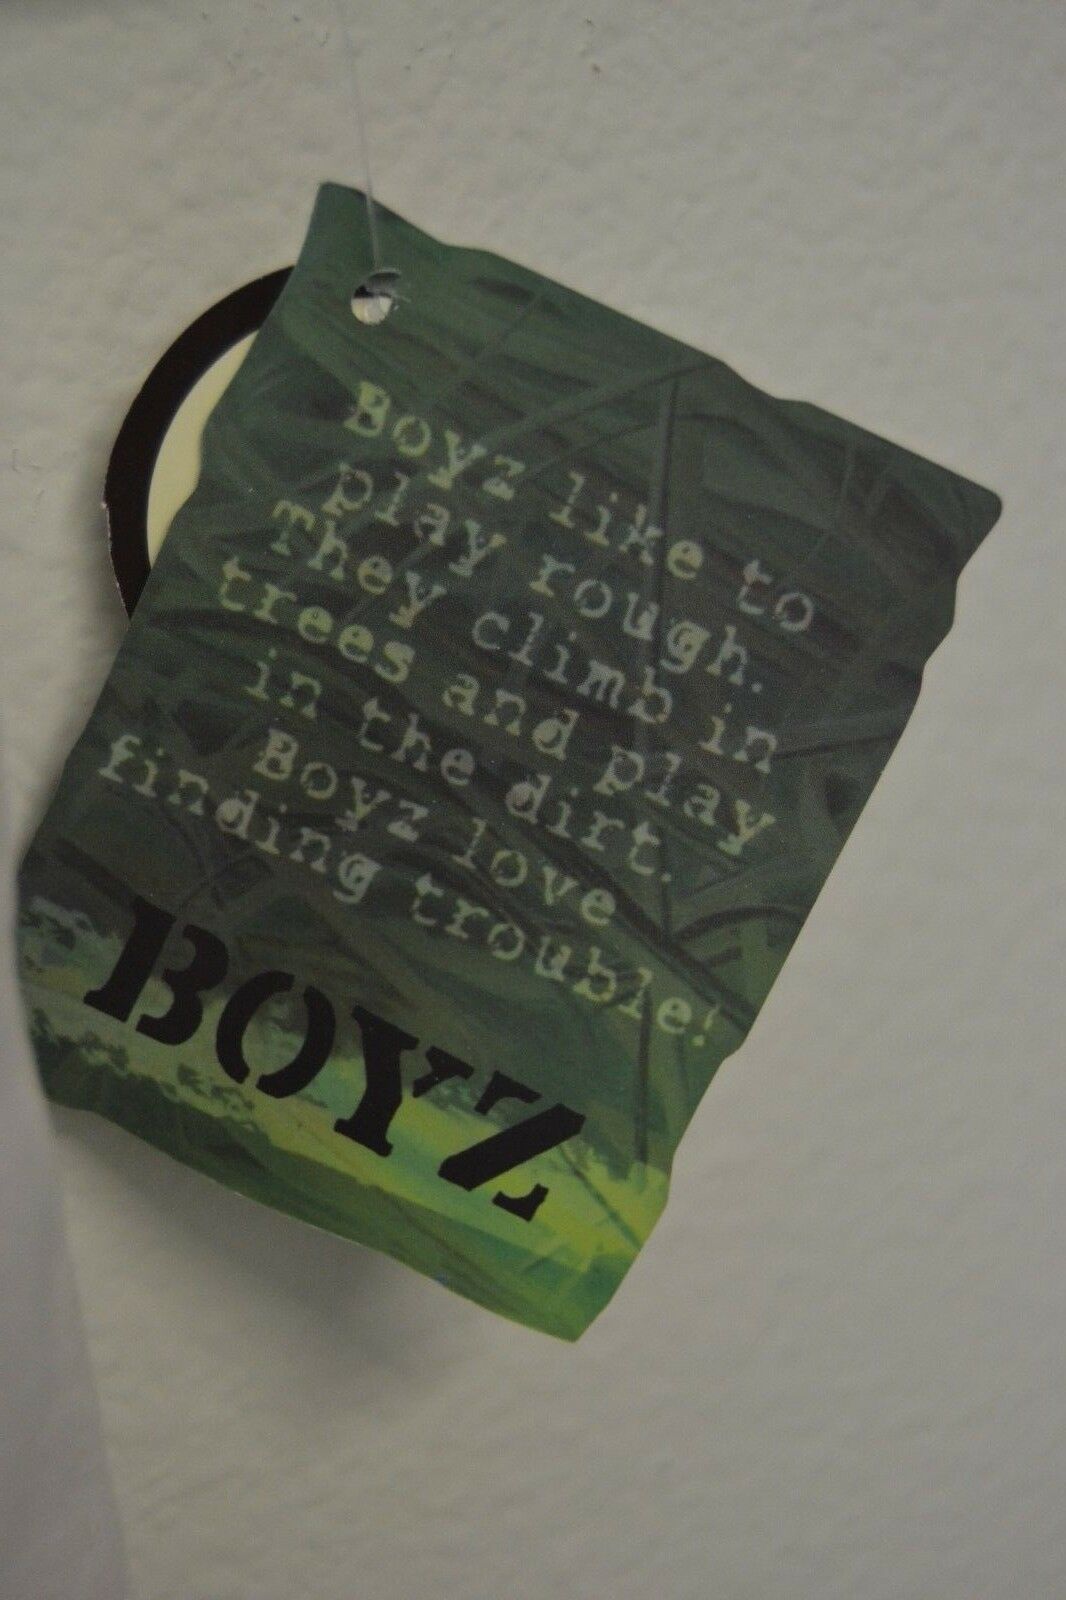 Boyz like to
play rough.
They climb in
trees and play
in the dirt.
Boyz love
finding trouble!
BOYZ